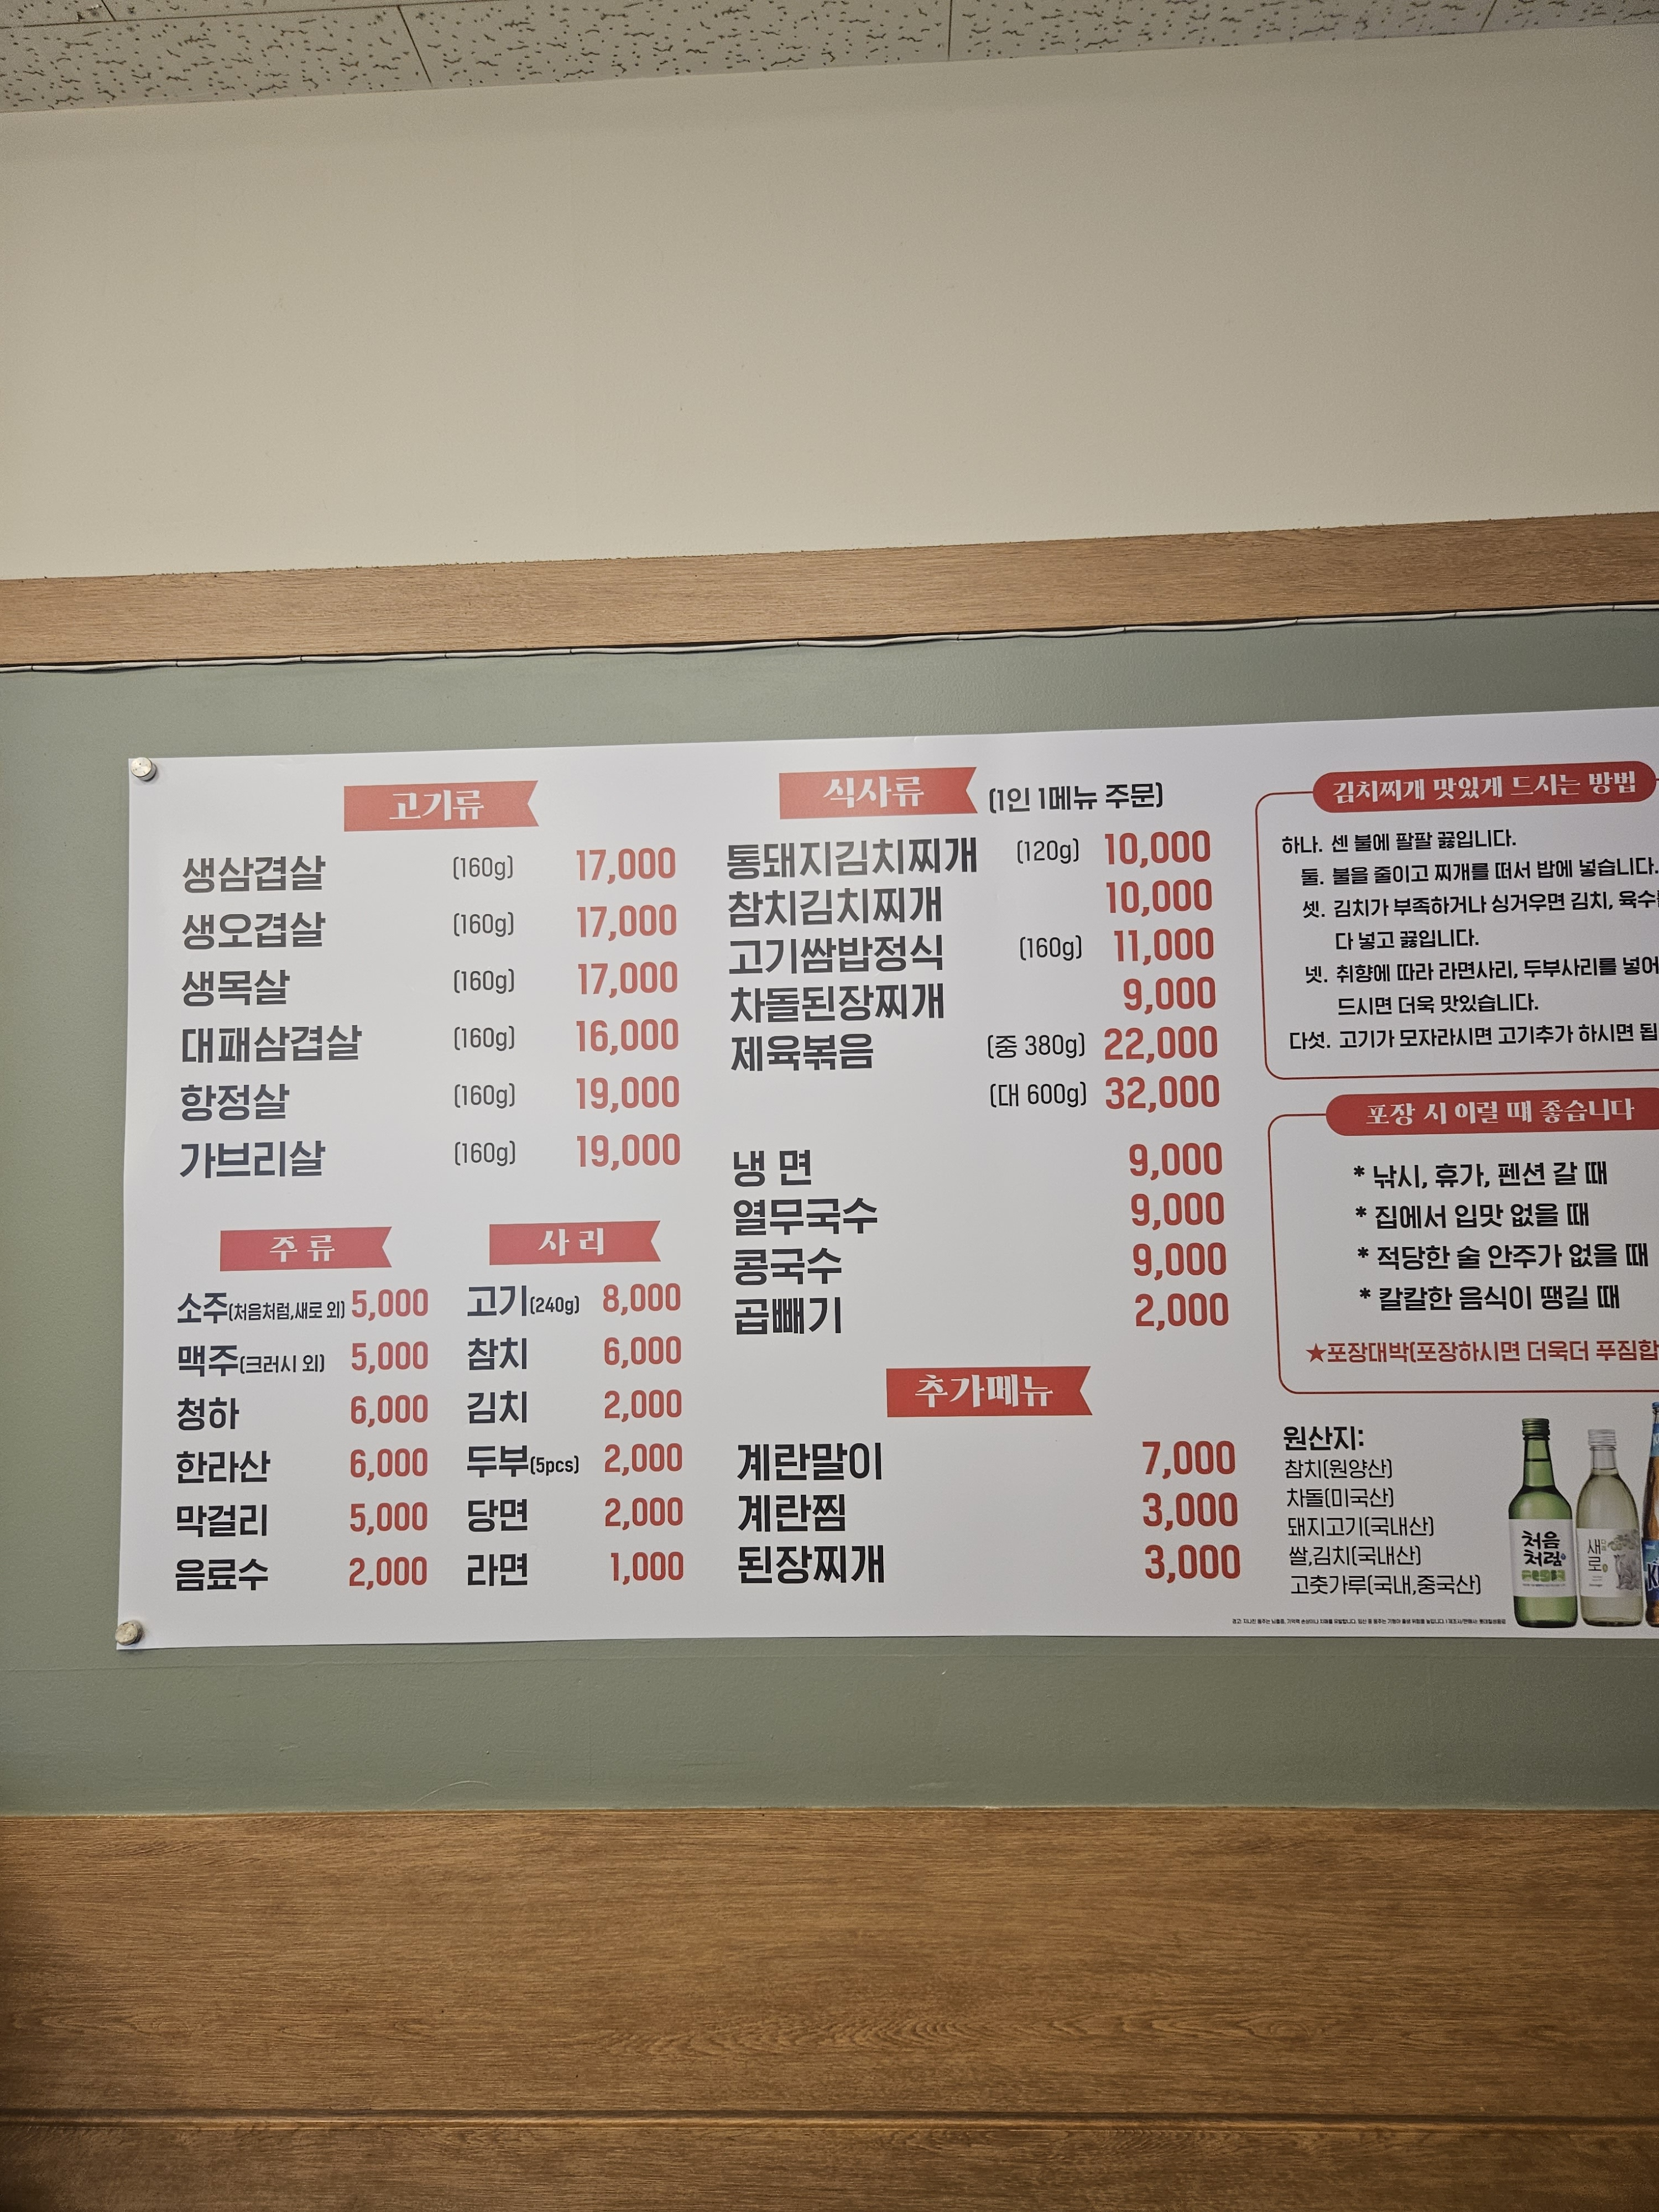 고기류
생삼겹살 (160g) 17,000
생오겹살 (160g) 17,000
생목살 (160g) 17,000
대패삼겹살 (160g) 16,000
항정살 (160g) 19,000
가브리살 (160g) 19,000
주 류
소주(처음처럼,새로 외) 5,000
맥주(크러시 외) 5,000
청하 6,000
한라산 6,000
막걸리 5,000
음료수 2,000
사 리
고기(240g) 8,000
참치 6,000
김치 2,000
두부(5pcs) 2,000
당면 2,000
라면 1,000
식사류 (1인 1메뉴 주문)
통돼지김치찌개 (120g) 10,000
참치김치찌개 10,000
고기쌈밥정식 (160g) 11,000
차돌된장찌개 9,000
제육볶음 (중 380g) 22,000
(대 600g) 32,000
냉 면 9,000
열무국수 9,000
콩국수 9,000
곱빼기 2,000
추가메뉴
계란말이 7,000
계란찜 3,000
된장찌개 3,000
김치찌개 맛있게 드시는 방법
하나. 센 불에 팔팔 끓입니다.
둘. 불을 줄이고 찌개를 떠서 밥에 넣습니다.
셋. 김치가 부족하거나 싱거우면 김치, 육수
다 넣고 끓입니다.
넷. 취향에 따라 라면사리, 두부사리를 넣어
드시면 더욱 맛있습니다.
다섯. 고기가 모자라시면 고기추가 하시면 됩
포장 시 이럴 때 좋습니다
* 낚시, 휴가, 펜션 갈 때
* 집에서 입맛 없을 때
* 적당한 술 안주가 없을 때
* 칼칼한 음식이 땡길 때
★포장대박(포장하시면 더욱더 푸짐합
원산지:
참치(원양산)
차돌(미국산)
돼지고기(국내산)
쌀,김치(국내산)
고춧가루(국내,중국산)
처음
처럼
새
로